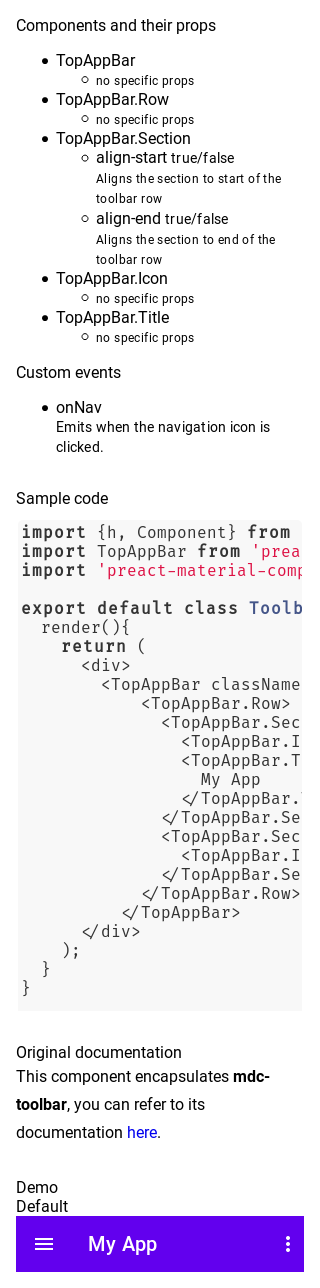 Components and their props
TopAppBar
no specific props
TopAppBar.Row
no specific props
TopAppBar.Section
align-start true/false
Aligns the section to start of the
toolbar row
align-end true/false
Aligns the section to end of the
toolbar row
TopAppBar.Icon
no specific props
TopAppBar.Title
no specific props
Custom events
onNav
Emits when the navigation icon is
clicked.
Sample code
import {h, Component} from
import TopAppBar from 'prea
import 'preact-material-comp
export default class Toolb
render(){
return (
<div>
<TopAppBar className
<TopAppBar.Row>
<TopAppBar.Sec
<TopAppBar.I
<TopAppBar.T
My App
</TopAppBar.
</TopAppBar.Se
<TopAppBar.Sec
<TopAppBar.I
</TopAppBar.Se
</TopAppBar.Row>
</TopAppBar>
</div>
);
}
}
Original documentation
This component encapsulates mdc-
toolbar, you can refer to its
documentation here.
Demo
Default
My App